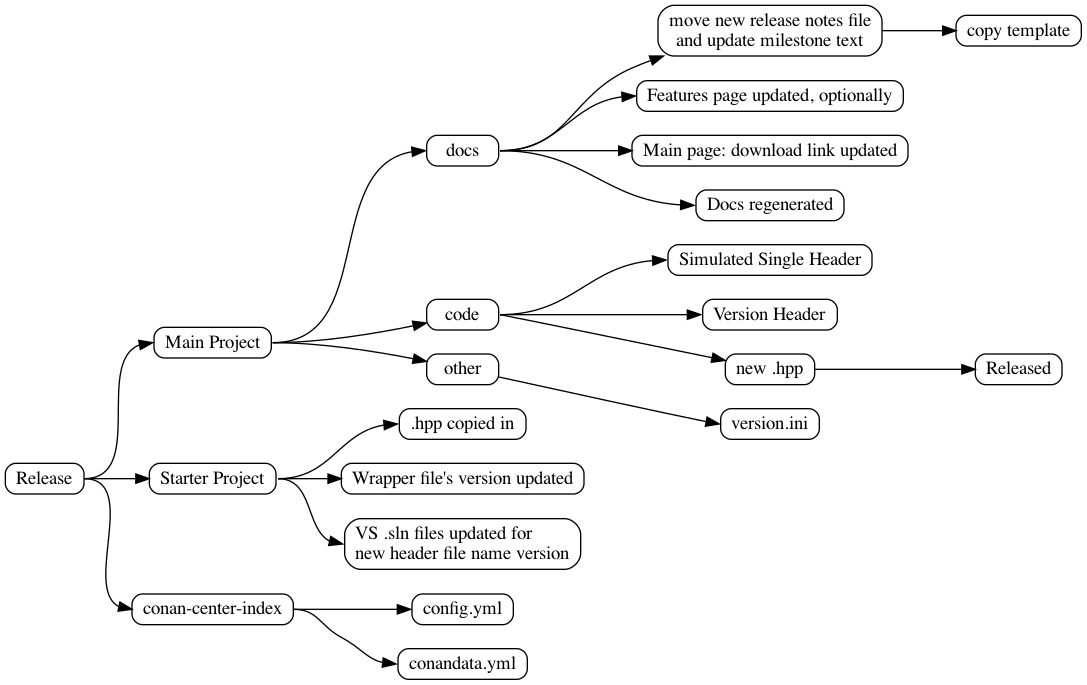 move new release notes file
and update milestone text
copy template
Features page updated, optionally
docs
Main page: download link updated
Docs regenerated
Simulated Single Header
code
Version Header
Main Project
other
new .hpp
Released
.hpp copied in
version.ini
Release
Starter Project
Wrapper file's version updated
VS .sln files updated for
new header file name version
conan-center-index
config.yml
conandata.yml